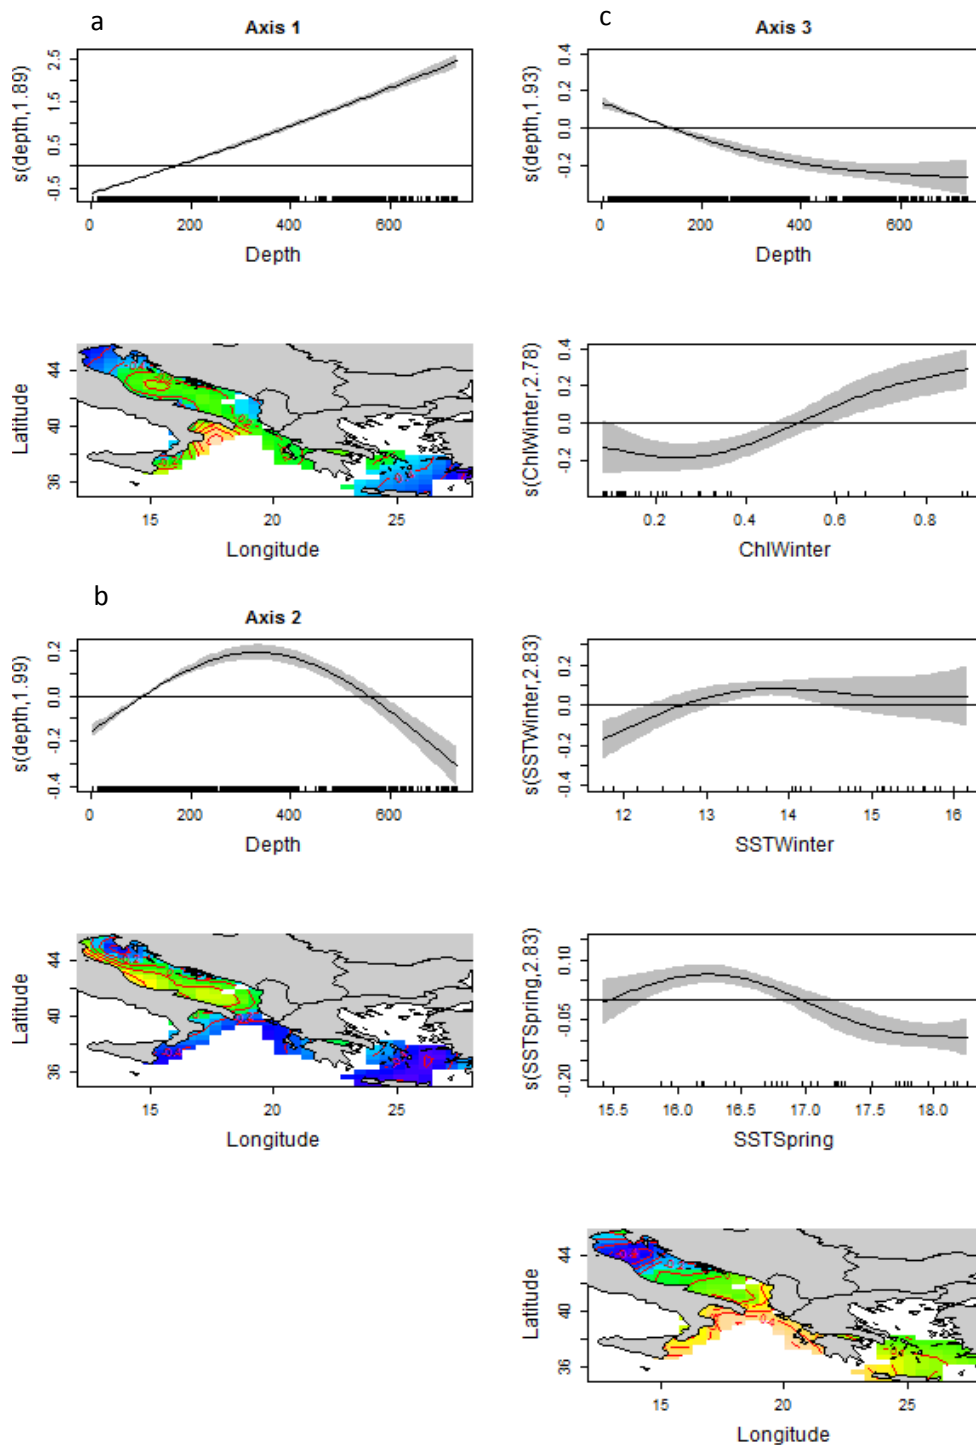 a
Axis 1
s(depth,1.89)
2.5
1.5
0.5
-0.5
0 200 400 600
Depth
Latitude
44
40
36
15 20 25
Longitude
b
Axis 2
s(depth,1.99)
0.2
0.0
-0.2
-0.4
0 200 400 600
Depth
Latitude
44
40
36
15 20 25
Longitude
c
Axis 3
s(depth,1.93)
0.4
0.2
0.0
-0.2
0 200 400 600
Depth
s(ChlWinter,2.78)
0.4
0.2
0.0
-0.2
0.2 0.4 0.6 0.8
ChlWinter
s(SSTWinter,2.83)
0.2
0.0
-0.2
-0.4
12 13 14 15 16
SSTWinter
s(SSTSpring,2.83)
0.10
-0.05
-0.20
15.5 16.0 16.5 17.0 17.5 18.0
SSTSpring
Latitude
44
40
36
15 20 25
Longitude